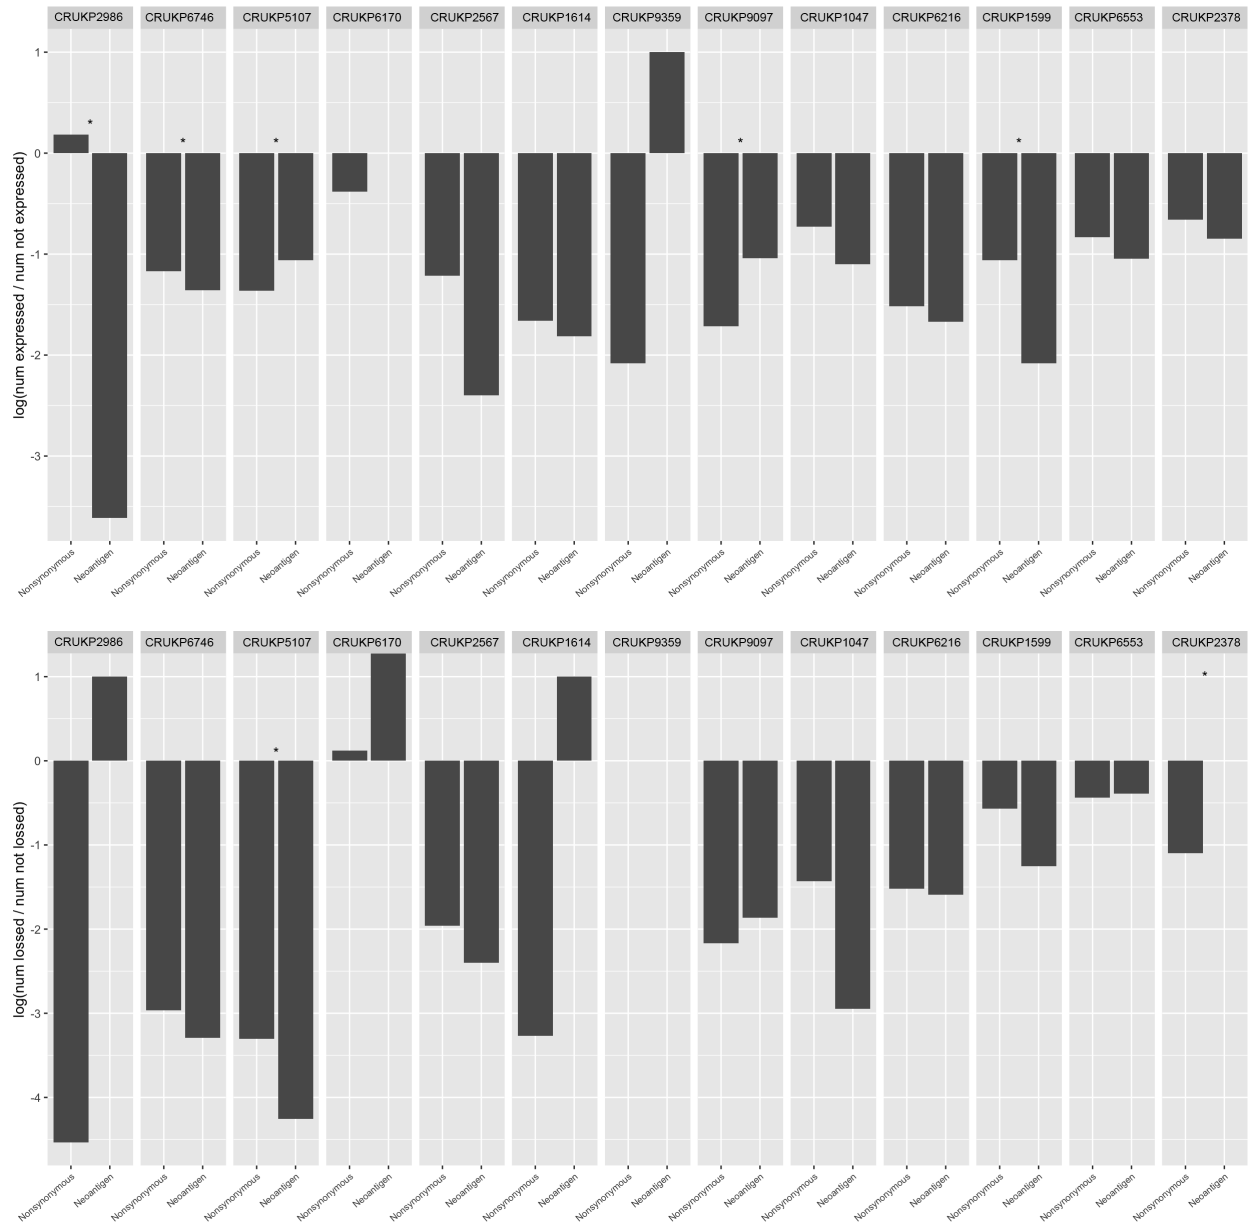 CRUKP2986 CRUKP6746 CRUKP5107 CRUKP6170 CRUKP2567 CRUKP1614 CRUKP9359 CRUKP9097 CRUKP1047 CRUKP6216 CRUKP1599 CRUKP6553 CRUKP2378
log(num expressed / num not expressed)
1
0
-1
-2
-3
* * * * *
Nonsynonymous Neoantigen Nonsynonymous Neoantigen Nonsynonymous Neoantigen Nonsynonymous Neoantigen Nonsynonymous Neoantigen Nonsynonymous Neoantigen Nonsynonymous Neoantigen Nonsynonymous Neoantigen Nonsynonymous Neoantigen Nonsynonymous Neoantigen Nonsynonymous Neoantigen Nonsynonymous Neoantigen Nonsynonymous Neoantigen
CRUKP2986 CRUKP6746 CRUKP5107 CRUKP6170 CRUKP2567 CRUKP1614 CRUKP9359 CRUKP9097 CRUKP1047 CRUKP6216 CRUKP1599 CRUKP6553 CRUKP2378
log(num lossed / num not lossed)
1
0
-1
-2
-3
-4
* *
Nonsynonymous Neoantigen Nonsynonymous Neoantigen Nonsynonymous Neoantigen Nonsynonymous Neoantigen Nonsynonymous Neoantigen Nonsynonymous Neoantigen Nonsynonymous Neoantigen Nonsynonymous Neoantigen Nonsynonymous Neoantigen Nonsynonymous Neoantigen Nonsynonymous Neoantigen Nonsynonymous Neoantigen Nonsynonymous Neoantigen